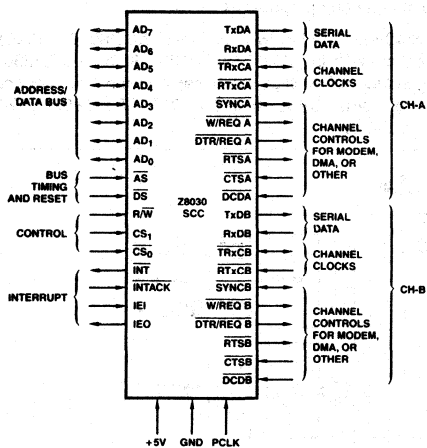 ADDRESS/
DATA BUS
BUS
TIMING
AND RESET
CONTROL
INTERRUPT
AD7
AD6
AD5
AD4
AD3
AD2
AD1
AD0
AS
DS
R/W
CS1
CS0
INT
INTACK
IEI
IEO
Z8030
SCC
TxDA
RxDA
TRxCA
RTxCA
SYNCA
W/REQ A
DTR/REQ A
RTSA
CTSA
DCDA
TxDB
RxDB
TRxCB
RTxCB
SYNCB
W/REQ B
DTR/REQ B
RTSB
CTSB
DCDB
SERIAL
DATA
CHANNEL
CLOCKS
CHANNEL
CONTROLS
FOR MODEM,
DMA, OR
OTHER
CH-A
SERIAL
DATA
CHANNEL
CLOCKS
CHANNEL
CONTROLS
FOR MODEM,
DMA, OR
OTHER
CH-B
+5V GND PCLK